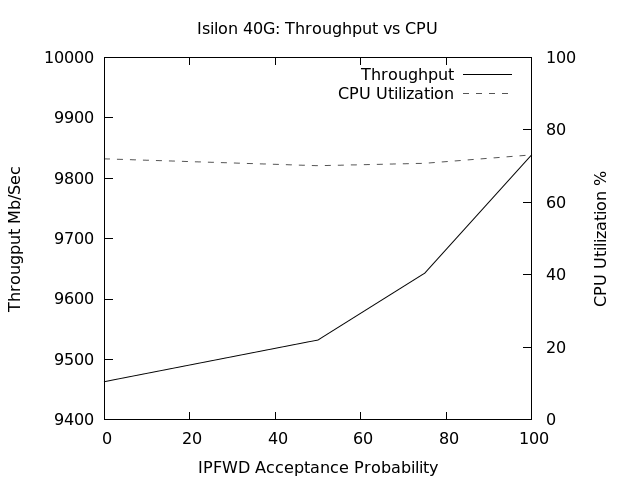 Isilon 40G: Throughput vs CPU
Throughput
CPU Utilization
10000
9900
9800
9700
9600
9500
9400
Througput Mb/Sec
100
80
60
40
20
0
CPU Utilization %
0 20 40 60 80 100
IPFWD Acceptance Probability